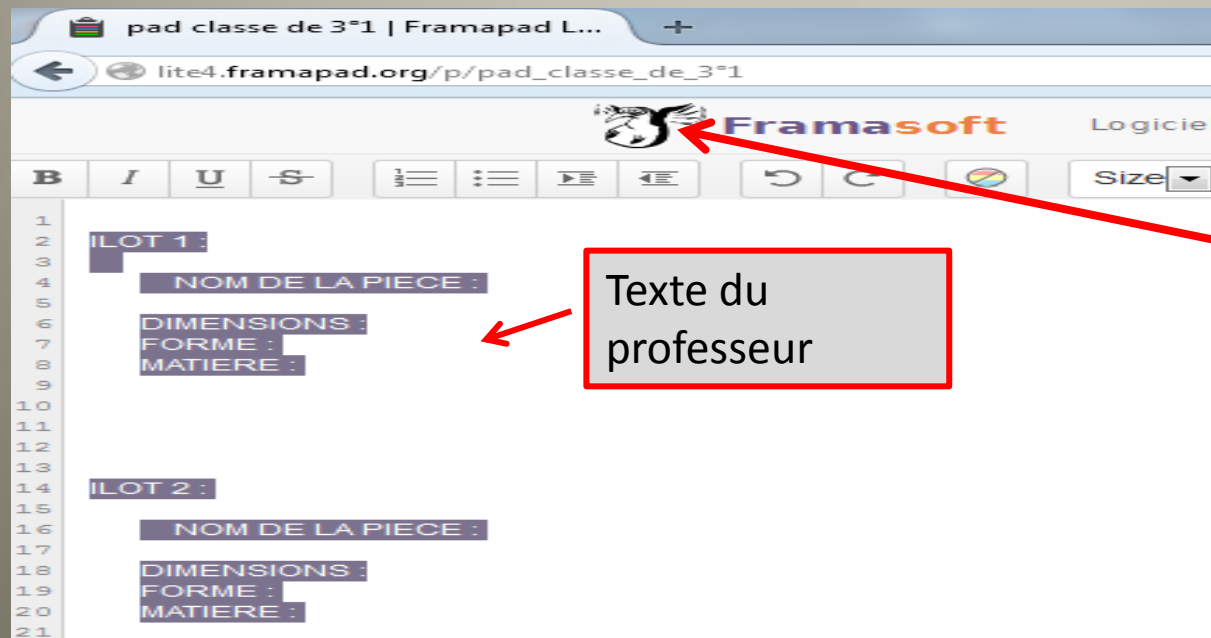 pad classe de 3°1 | Framapad L...
lite4.framapad.org/p/pad_classe_de_3°1
Framasoft Logicie
B I U S Size
1
2 ILOT 1 :
3
4 NOM DE LA PIECE :
5
6 DIMENSIONS :
7 FORME :
8 MATIERE :
9
10
11
12
13
14 ILOT 2 :
15
16 NOM DE LA PIECE :
17
18 DIMENSIONS :
19 FORME :
20 MATIERE :
21
Texte du
professeur